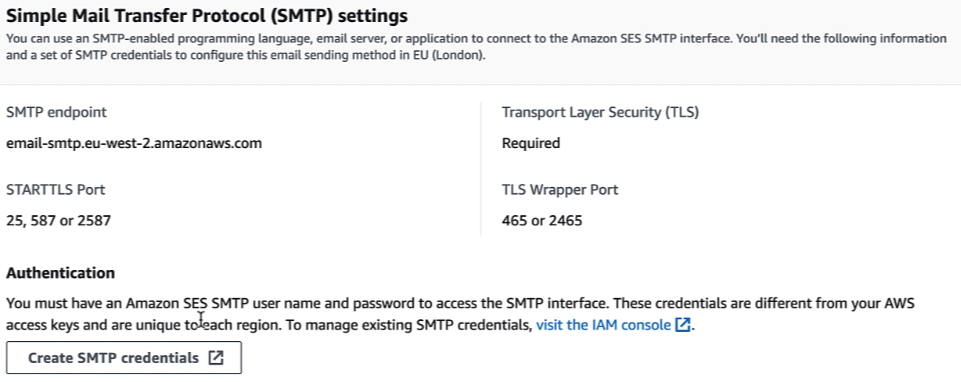 Simple Mail Transfer Protocol (SMTP) settings
You can use an SMTP-enabled programming language, email server, or application to connect to the Amazon SES SMTP interface. You'll need the following information
and a set of SMTP credentials to configure this email sending method in EU (London).
SMTP endpoint
email-smtp.eu-west-2.amazonaws.com
Transport Layer Security (TLS)
Required
STARTTLS Port
25, 587 or 2587
TLS Wrapper Port
465 or 2465
Authentication
You must have an Amazon SES SMTP user name and password to access the SMTP interface. These credentials are different from your AWS
access keys and are unique to each region. To manage existing SMTP credentials, visit the IAM console.
Create SMTP credentials